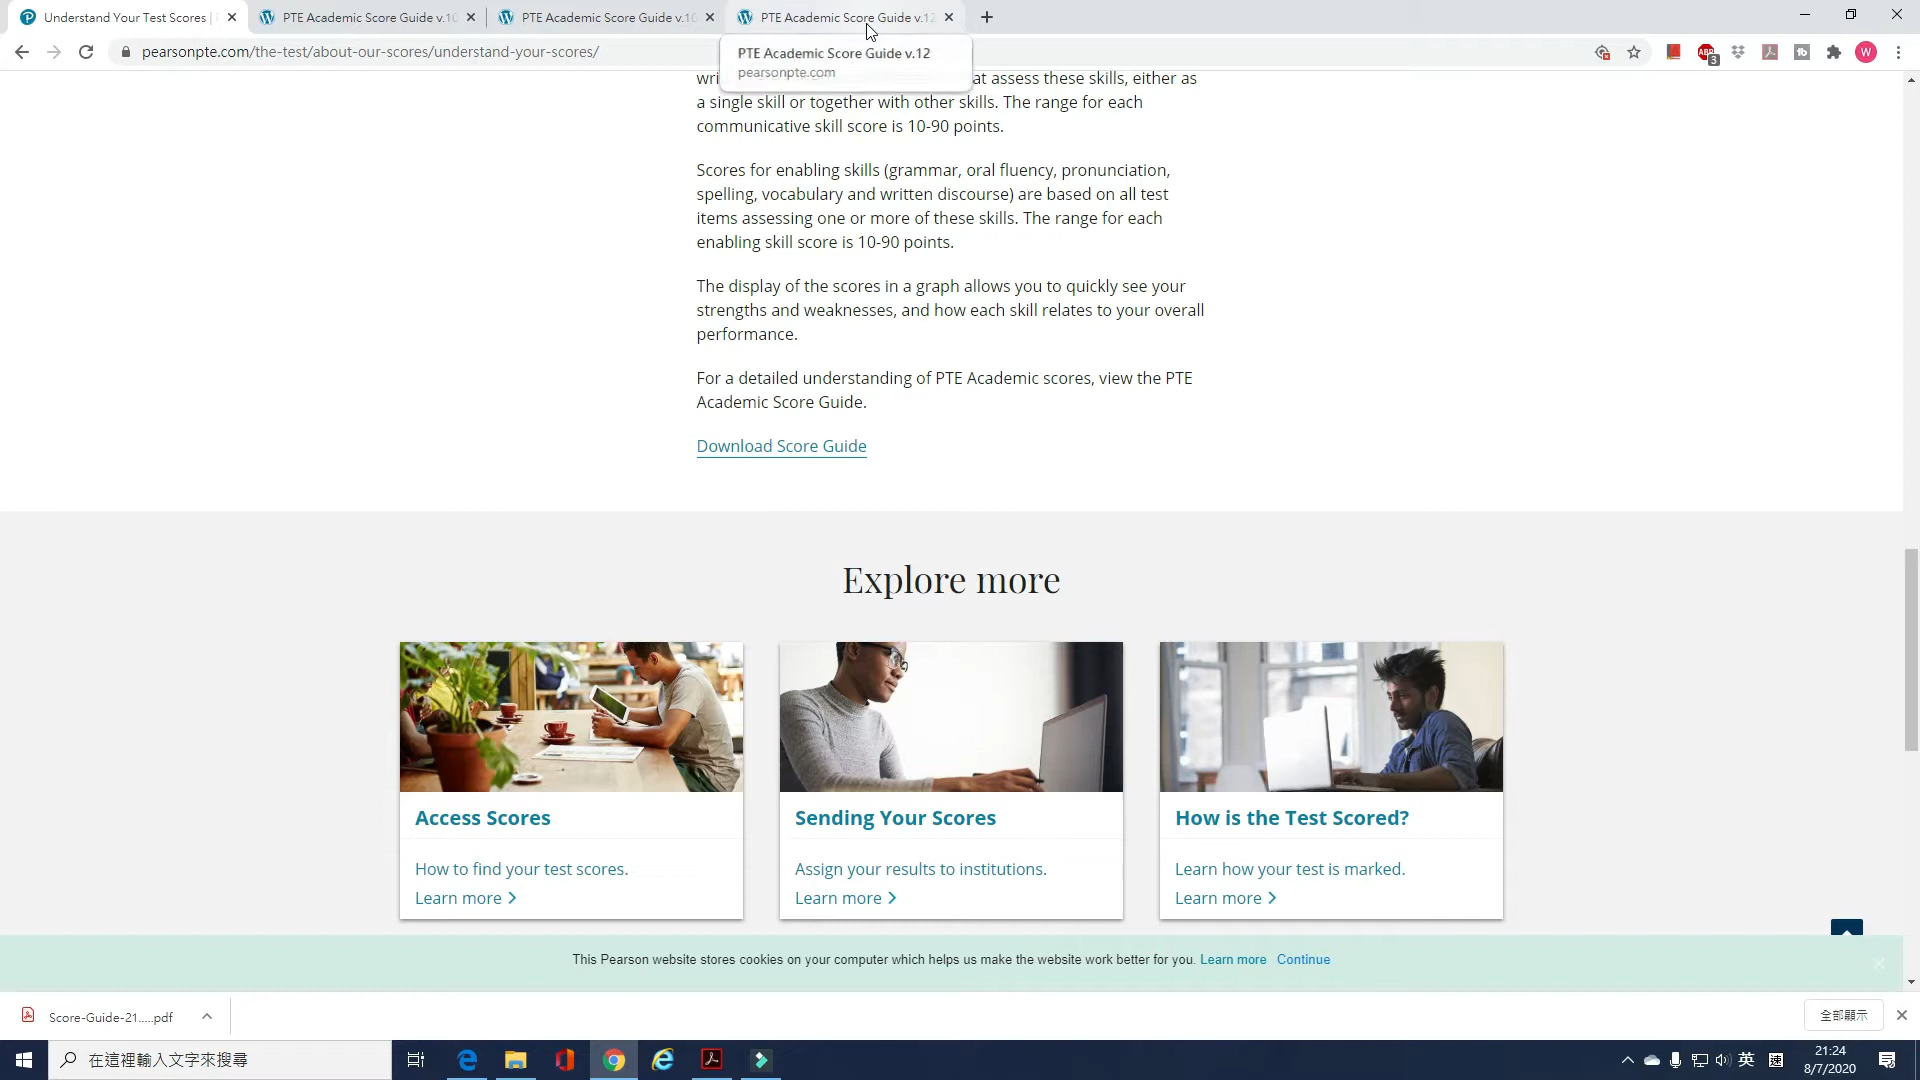 Understand Your Test Scores |
PTE Academic Score Guide v.10
PTE Academic Score Guide v.10
PTE Academic Score Guide v.12
pearsonpte.com/the-test/about-our-scores/understand-your-scores/
PTE Academic Score Guide v.12
pearsonpte.com
ABP
3
W
wri at assess these skills, either as
a single skill or together with other skills. The range for each
communicative skill score is 10-90 points.
Scores for enabling skills (grammar, oral fluency, pronunciation,
spelling, vocabulary and written discourse) are based on all test
items assessing one or more of these skills. The range for each
enabling skill score is 10-90 points.
The display of the scores in a graph allows you to quickly see your
strengths and weaknesses, and how each skill relates to your overall
performance.
For a detailed understanding of PTE Academic scores, view the PTE
Academic Score Guide.
Download Score Guide
Explore more
Access Scores
How to find your test scores.
Learn more
Sending Your Scores
Assign your results to institutions.
Learn more
How is the Test Scored?
Learn how your test is marked.
Learn more
This Pearson website stores cookies on your computer which helps us make the website work better for you. Learn more Continue
Score-Guide-21.....pdf
全部顯示
在這裡輸入文字來搜尋
英
21:24
8/7/2020